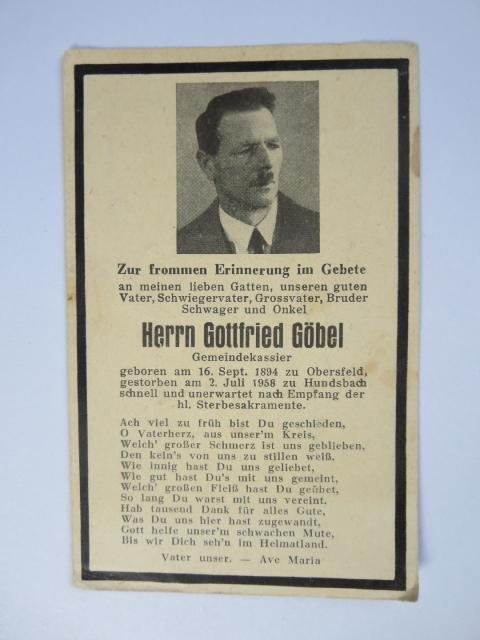 Zur frommen Erinnerung im Gebete
an meinen lieben Gatten, unseren guten
Vater, Schwiegervater, Grossvater, Bruder
Schwager und Onkel
Herrn Gottfried Göbel
Gemeindekassier
geboren am 16. Sept. 1894 zu Obersfeld,
gestorben am 2. Juli 1958 zu Hundsbach
schnell und unerwartet nach Empfang der
hl. Sterbesakramente.
Ach viel zu früh bist Du geschieden,
O Vaterherz, aus unser'm Kreis,
Welch' großer Schmerz ist uns geblieben,
Den kein's von uns zu stillen weiß.
Wie innig hast Du uns geliebet,
Wie gut hast Du's mit uns gemeint,
Welch' großen Fleiß hast Du geübet,
So lang Du warst mit uns vereint.
Hab tausend Dank für alles Gute,
Was Du uns hier hast zugewandt,
Gott helfe unser'm schwachen Mute,
Bis wir Dich seh'n im Heimatland.
Vater unser. — Ave Maria